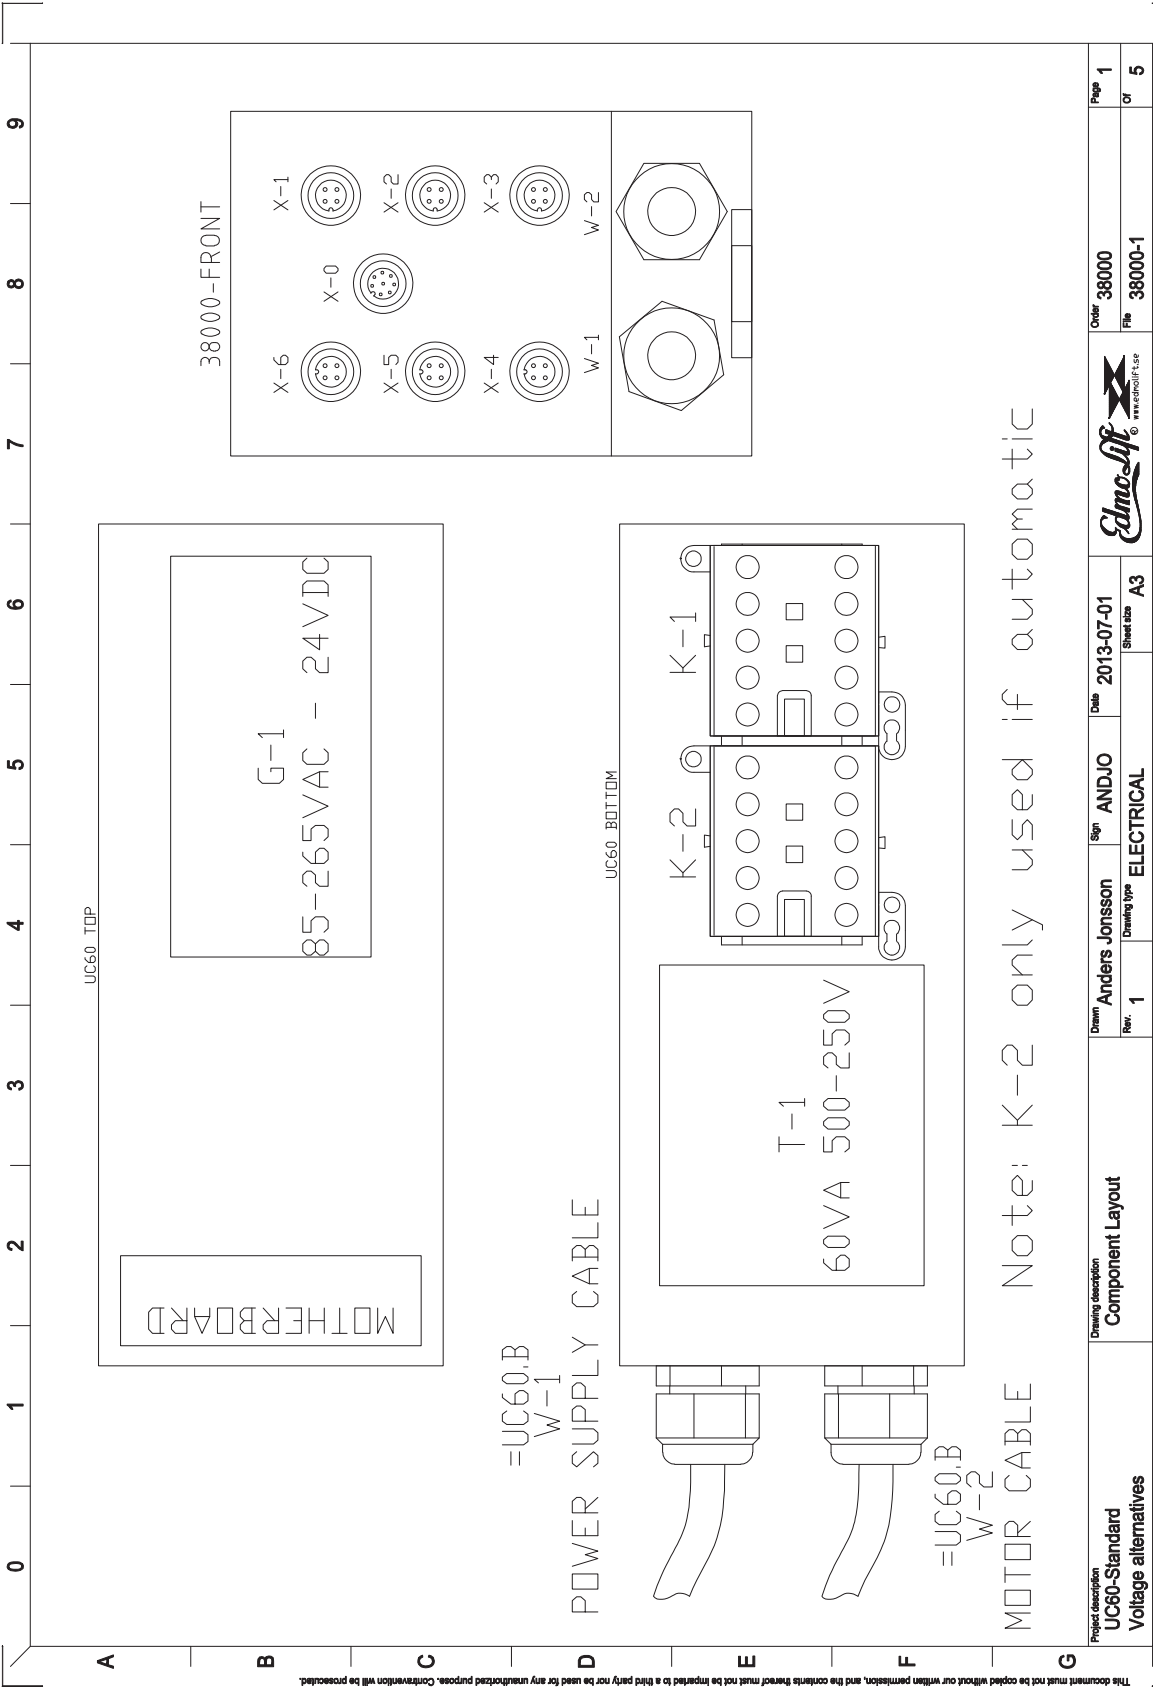 0 1 2 3 4 5 6 7 8 9
A
B
C
D
E
F
G
UC60 TOP
MOTHERBOARD
G-1
85-265VAC - 24VDC
38000-FRONT
X-6
X-0
X-1
X-5
X-2
X-4
X-3
W-1
W-2
=UC60.B
W-1
POWER SUPPLY CABLE
UC60 BOTTOM
T-1
60VA 500-250V
K-2
K-1
=UC60.B
W-2
MOTOR CABLE
Note: K-2 only used if automatic
Project description
UC60-Standard
Voltage alternatives
Drawing description
Component Layout
Drawn Anders Jonsson
Sign ANDJO
Date 2013-07-01
Rev. 1
Drawing type ELECTRICAL
Sheet size A3
EdmoLift ®
www.edmolift.se
Order 38000
Page 1
File 38000-1
Of 5
This document must not be copied without our written permission, and the contents thereof must not be imparted to a third party nor be used for any unauthorized purpose. Contravention will be prosecuted.